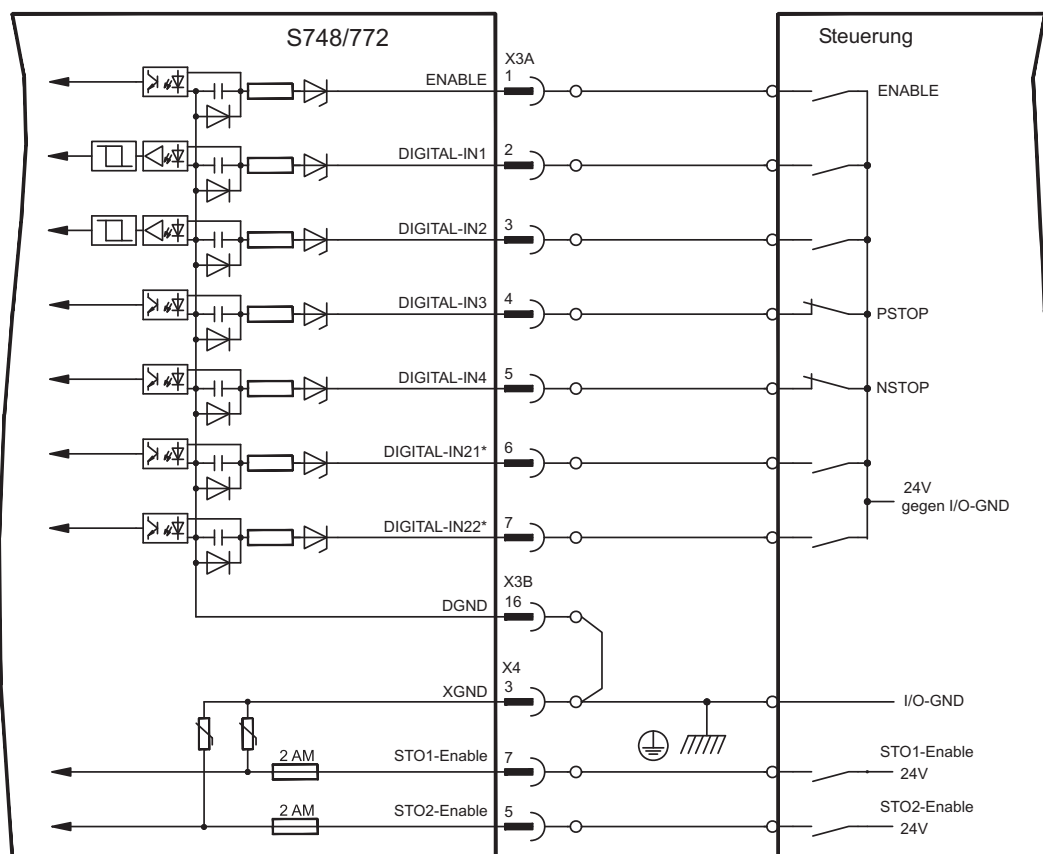 S748/772
Steuerung
X3A
ENABLE
1
ENABLE
DIGITAL-IN1
2
DIGITAL-IN2
3
DIGITAL-IN3
4
PSTOP
DIGITAL-IN4
5
NSTOP
DIGITAL-IN21*
6
24V
gegen I/O-GND
DIGITAL-IN22*
7
X3B
DGND
16
X4
XGND
3
I/O-GND
2 AM
STO1-Enable
7
STO1-Enable
24V
2 AM
STO2-Enable
5
STO2-Enable
24V